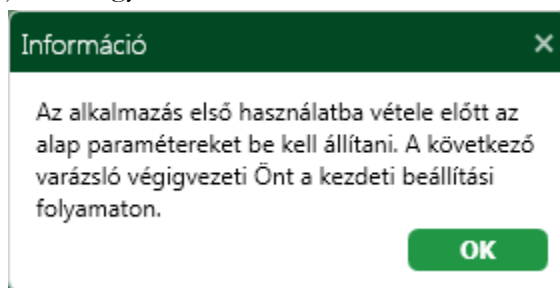 Információ
Az alkalmazás első használatba vétele előtt az
alap paramétereket be kell állítani. A következő
varázsló végigvezeti Önt a kezdeti beállítási
folyamaton.
OK